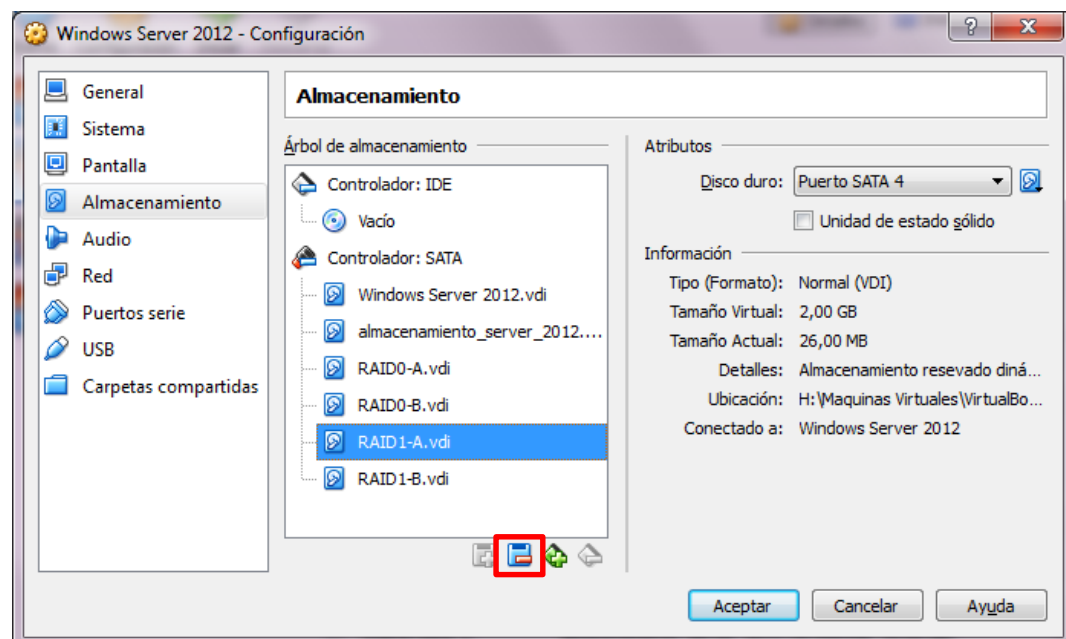 Windows Server 2012 - Configuración
General
Sistema
Pantalla
Almacenamiento
Audio
Red
Puertos serie
USB
Carpetas compartidas
Almacenamiento
Árbol de almacenamiento
Controlador: IDE
Vacío
Controlador: SATA
Windows Server 2012.vdi
almacenamiento_server_2012....
RAID0-A.vdi
RAID0-B.vdi
RAID1-A.vdi
RAID1-B.vdi
Atributos
Disco duro: Puerto SATA 4
Unidad de estado sólido
Información
Tipo (Formato): Normal (VDI)
Tamaño Virtual: 2,00 GB
Tamaño Actual: 26,00 MB
Detalles: Almacenamiento resevado diná...
Ubicación: H:\Maquinas Virtuales\VirtualBo...
Conectado a: Windows Server 2012
Aceptar Cancelar Ayuda